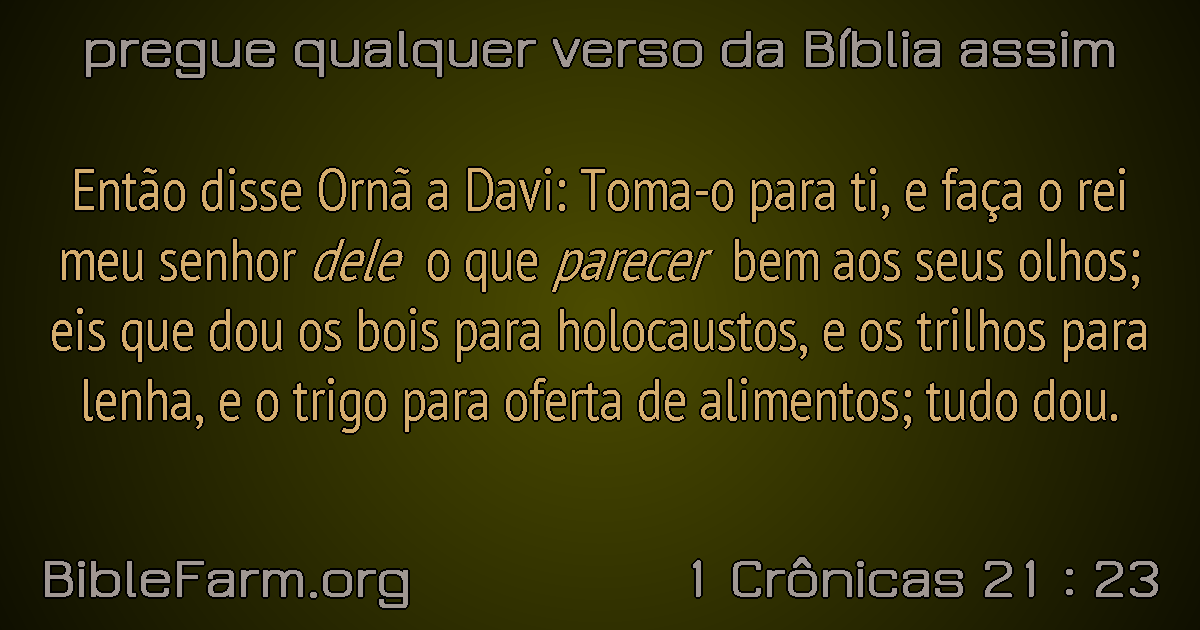 pregue qualquer verso da Bíblia assim
Então disse Ornã a Davi: Toma-o para ti, e faça o rei
meu senhor dele o que parecer bem aos seus olhos;
eis que dou os bois para holocaustos, e os trilhos para
lenha, e o trigo para oferta de alimentos; tudo dou.
BibleFarm.org
1 Crônicas 21 : 23